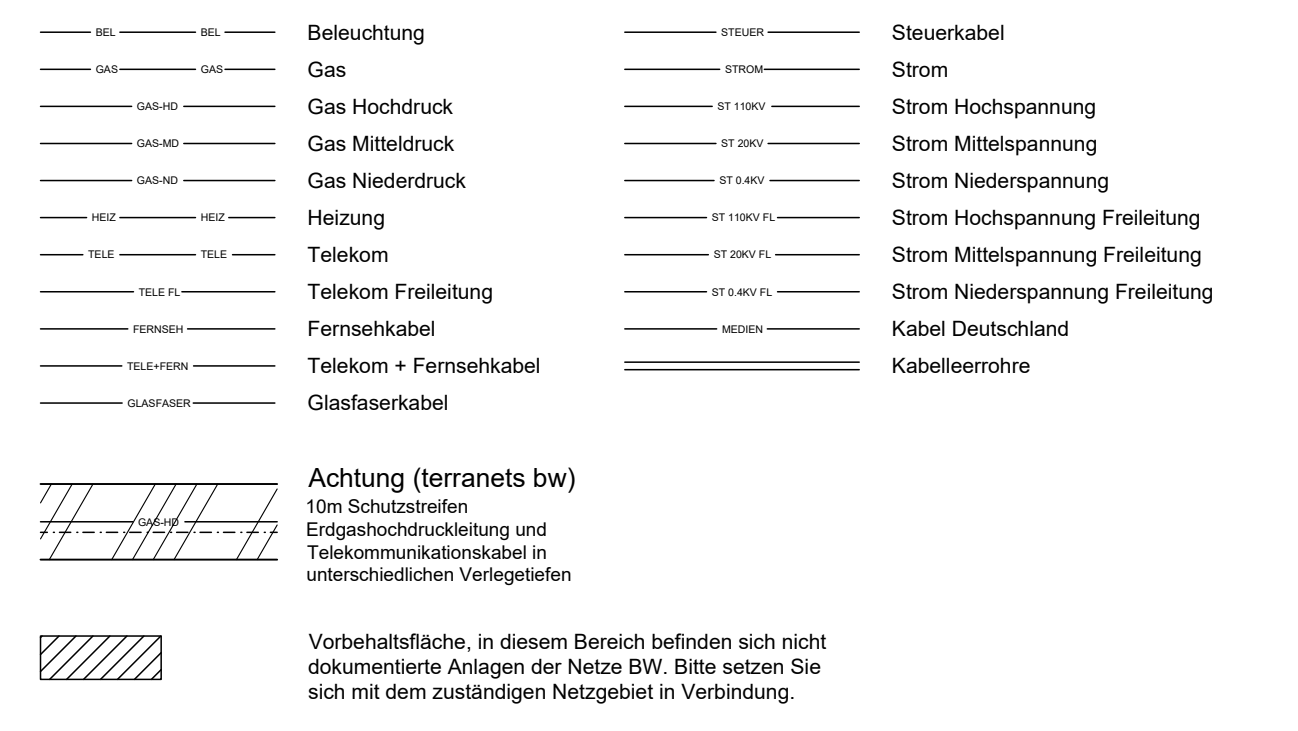 BEL BEL Beleuchtung
GAS GAS Gas
GAS-HD Gas Hochdruck
GAS-MD Gas Mitteldruck
GAS-ND Gas Niederdruck
HEIZ HEIZ Heizung
TELE TELE Telekom
TELE FL Telekom Freileitung
FERNSEH Fernsehkabel
TELE+FERN Telekom + Fernsehkabel
GLASFASER Glasfaserkabel
STEUER Steuerkabel
STROM Strom
ST 110KV Strom Hochspannung
ST 20KV Strom Mittelspannung
ST 0.4KV Strom Niederspannung
ST 110KV FL Strom Hochspannung Freileitung
ST 20KV FL Strom Mittelspannung Freileitung
ST 0.4KV FL Strom Niederspannung Freileitung
MEDIEN Kabel Deutschland
Kabelleerrohre
GAS-HD
Achtung (terranets bw)
10m Schutzstreifen
Erdgashochdruckleitung und
Telekommunikationskabel in
unterschiedlichen Verlegetiefen
Vorbehaltsfläche, in diesem Bereich befinden sich nicht
dokumentierte Anlagen der Netze BW. Bitte setzen Sie
sich mit dem zuständigen Netzgebiet in Verbindung.